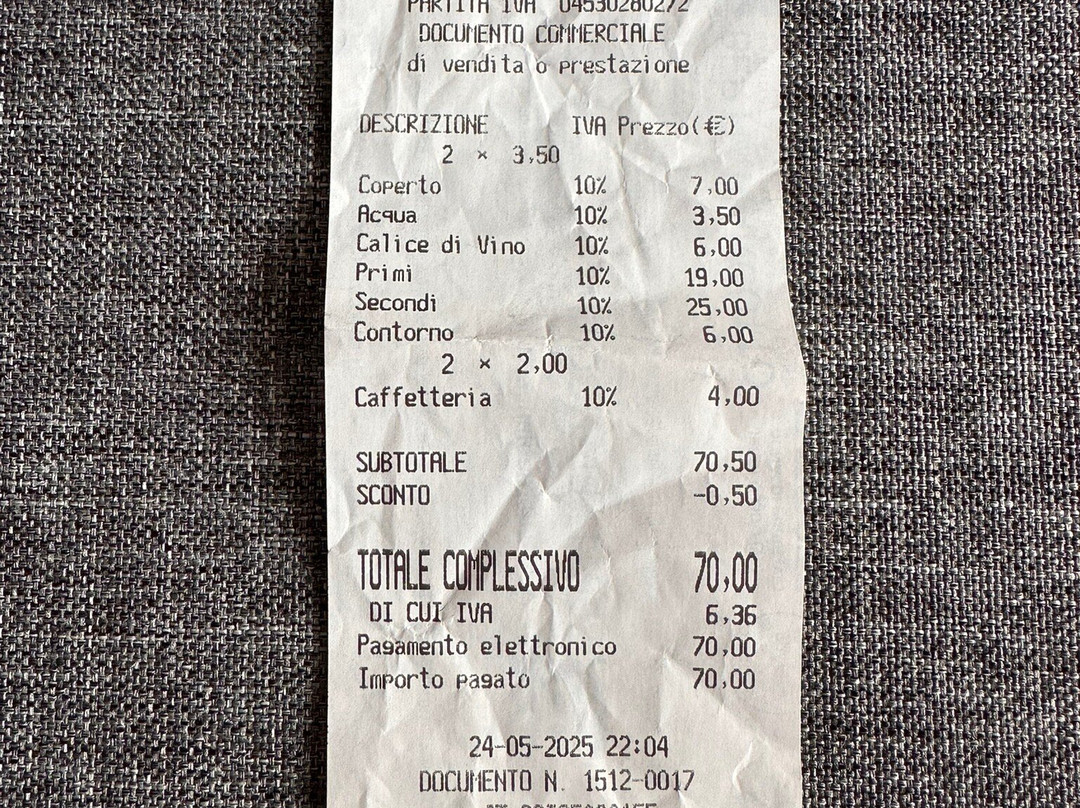 PARTITA IVA 04530280272
DOCUMENTO COMMERCIALE
di vendita o prestazione
DESCRIZIONE IVA Prezzo(€)
2 × 3,50
Coperto 10% 7,00
Acqua 10% 3,50
Calice di Vino 10% 6,00
Primi 10% 19,00
Secondi 10% 25,00
Contorno 10% 6,00
2 × 2,00
Caffetteria 10% 4,00
SUBTOTALE 70,50
SCONTO -0,50
TOTALE COMPLESSIVO 70,00
DI CUI IVA 6,36
Pagamento elettronico 70,00
Importo pagato 70,00
24-05-2025 22:04
DOCUMENTO N. 1512-0017